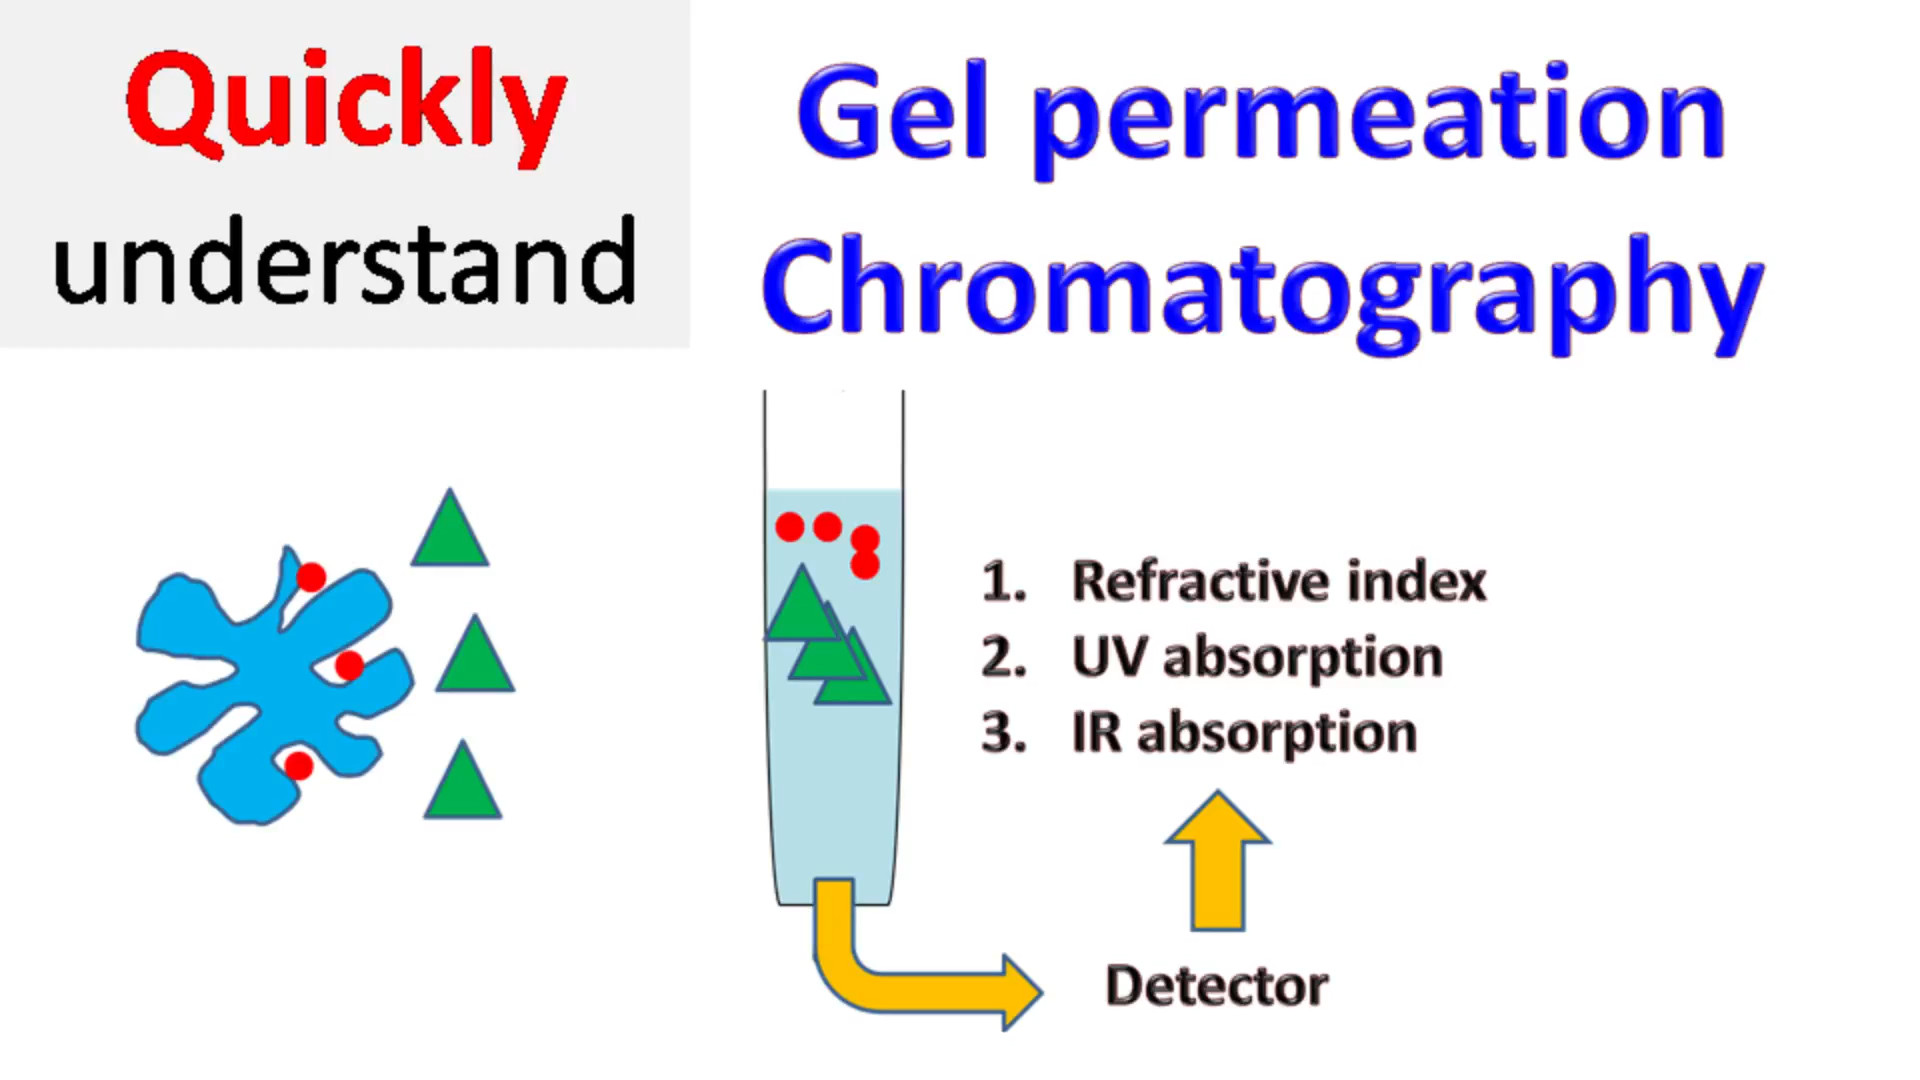 Quickly
understand
Gel permeation
Chromatography
1. Refractive index
2. UV absorption
3. IR absorption
Detector